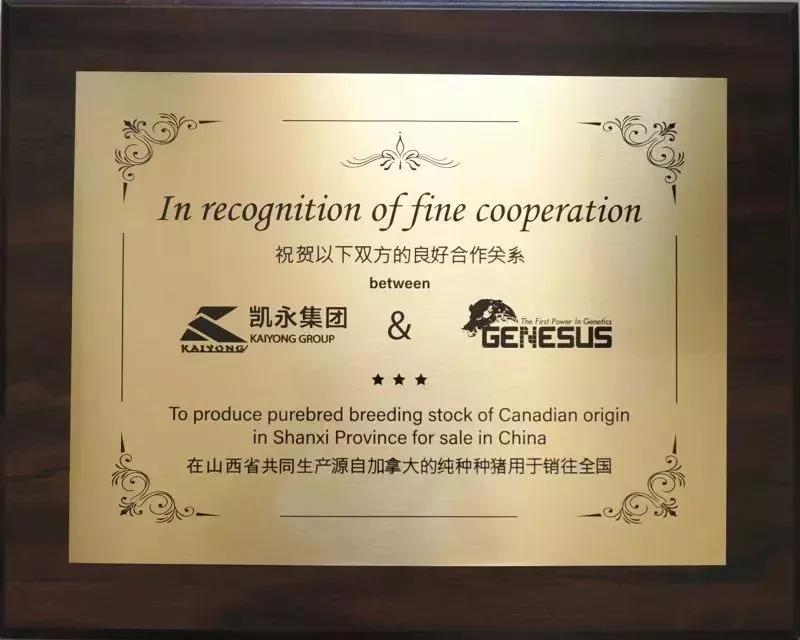 In recognition of fine cooperation
祝贺以下双方的良好合作关系
between
凯永集团
KAIYONG GROUP
KAIYONG
&
The First Power In Genetics
GENESUS
To produce purebred breeding stock of Canadian origin
in Shanxi Province for sale in China
在山西省共同生产源自加拿大的纯种种猪用于销往全国